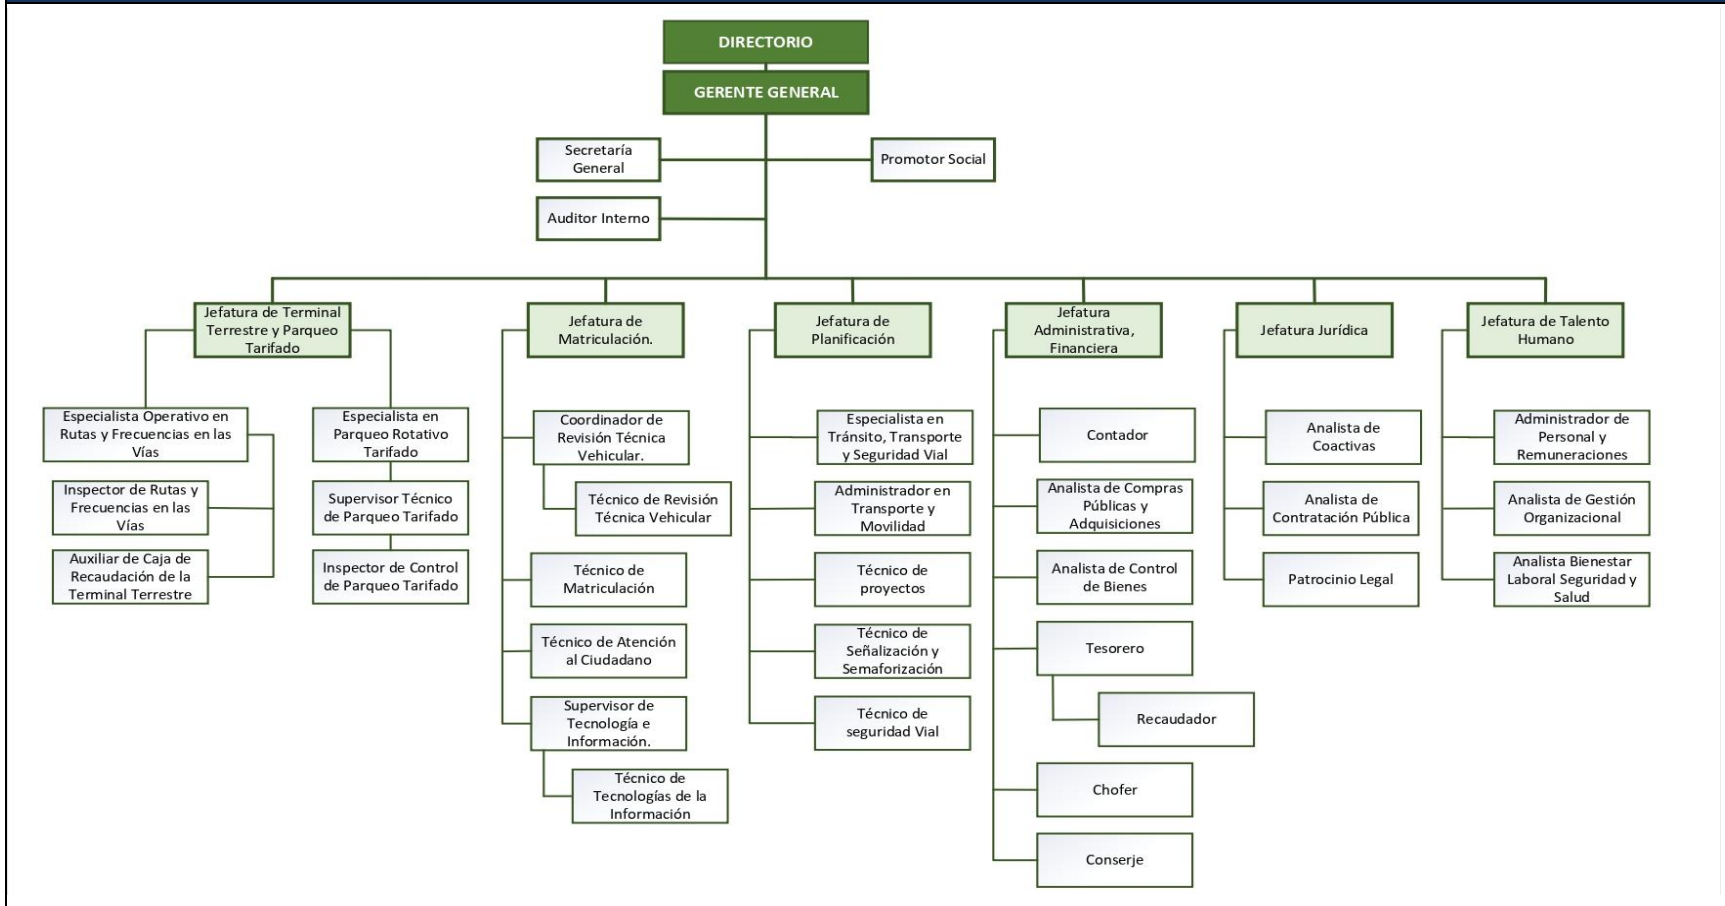 DIRECTORIO
GERENTE GENERAL
Secretaría
General
Promotor Social
Auditor Interno
Jefatura de Terminal
Terrestre y Parqueo
Tarifado
Jefatura de
Matriculación.
Jefatura de
Planificación
Jefatura
Administrativa,
Financiera
Jefatura Jurídica
Jefatura de Talento
Humano
Especialista Operativo en
Rutas y Frecuencias en las
Vías
Inspector de Rutas y
Frecuencias en las
Vías
Auxiliar de Caja de
Recaudación de la
Terminal Terrestre
Especialista en
Parqueo Rotativo
Tarifado
Supervisor Técnico
de Parqueo Tarifado
Inspector de Control
de Parqueo Tarifado
Coordinador de
Revisión Técnica
Vehicular.
Técnico de Revisión
Técnica Vehicular
Técnico de
Matriculación
Técnico de Atención
al Ciudadano
Supervisor de
Tecnología e
Información.
Técnico de
Tecnologías de la
Información
Especialista en
Tránsito, Transporte
y Seguridad Vial
Administrador en
Transporte y
Movilidad
Técnico de
proyectos
Técnico de
Señalización y
Semaforización
Técnico de
seguridad Vial
Contador
Analista de Compras
Públicas y
Adquisiciones
Analista de Control
de Bienes
Tesorero
Recaudador
Chofer
Conserje
Analista de
Coactivas
Analista de
Contratación Pública
Patrocinio Legal
Administrador de
Personal y
Remuneraciones
Analista de Gestión
Organizacional
Analista Bienestar
Laboral Seguridad y
Salud